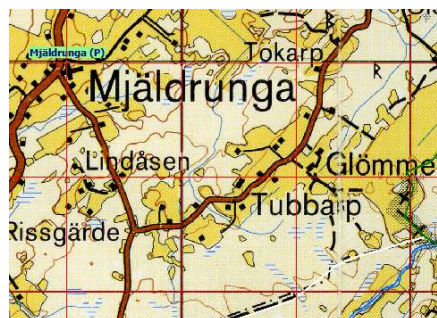 Tokarp
Mjäldrunga (P)
Mjäldrunga
Lindåsen
Glömme
Tubbarp
Rissgärde
R
R